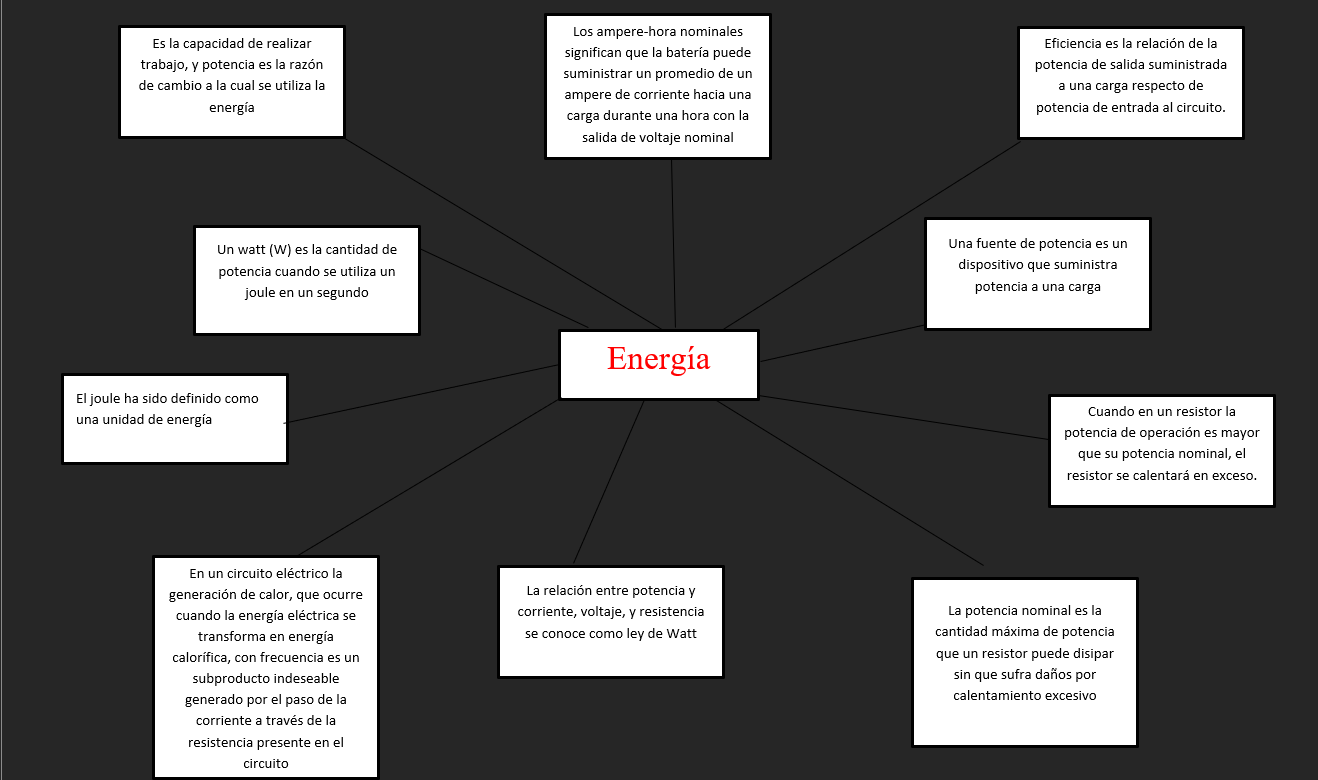 Es la capacidad de realizar
trabajo, y potencia es la razón
de cambio a la cual se utiliza la
energía
Los ampere-hora nominales
significan que la batería puede
suministrar un promedio de un
ampere de corriente hacia una
carga durante una hora con la
salida de voltaje nominal
Eficiencia es la relación de la
potencia de salida suministrada
a una carga respecto de
potencia de entrada al circuito.
Un watt (W) es la cantidad de
potencia cuando se utiliza un
joule en un segundo
Una fuente de potencia es un
dispositivo que suministra
potencia a una carga
Energía
El joule ha sido definido como
una unidad de energía
Cuando en un resistor la
potencia de operación es mayor
que su potencia nominal, el
resistor se calentará en exceso.
En un circuito eléctrico la
generación de calor, que ocurre
cuando la energía eléctrica se
transforma en energía
calorífica, con frecuencia es un
subproducto indeseable
generado por el paso de la
corriente a través de la
resistencia presente en el
circuito
La relación entre potencia y
corriente, voltaje, y resistencia
se conoce como ley de Watt
La potencia nominal es la
cantidad máxima de potencia
que un resistor puede disipar
sin que sufra daños por
calentamiento excesivo